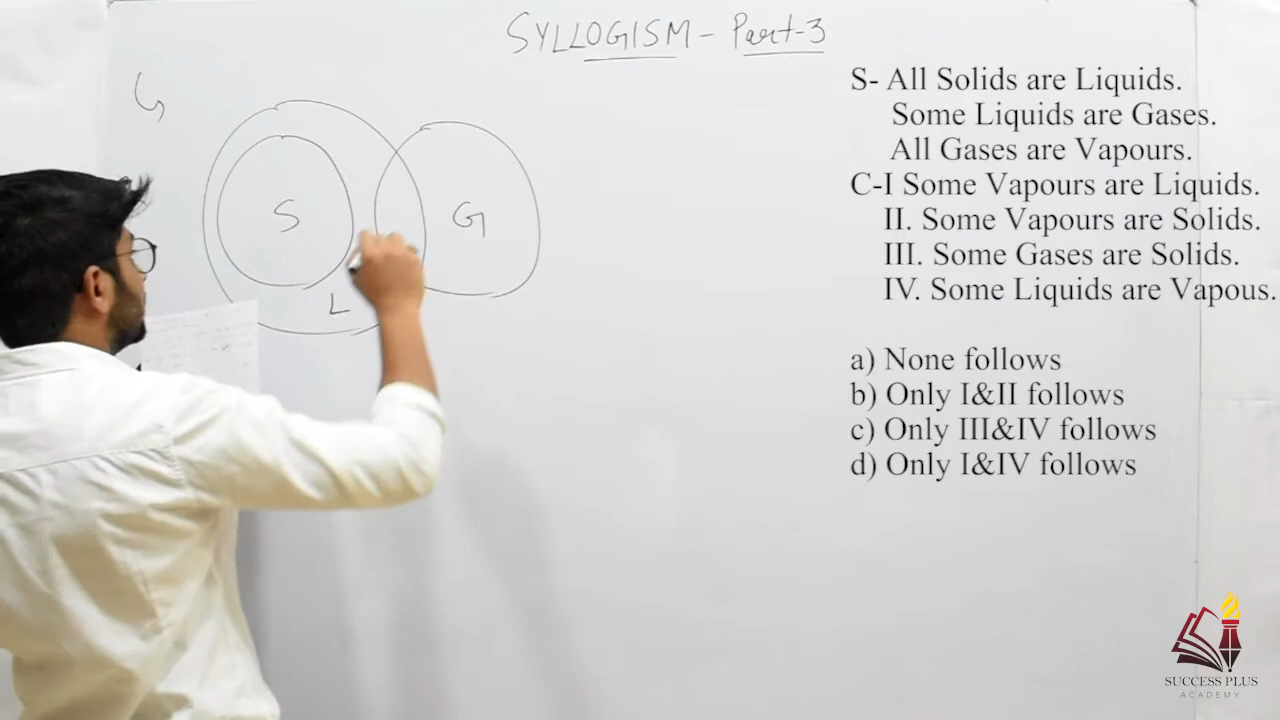 SYLLOGISM - Part-3
S- All Solids are Liquids.
Some Liquids are Gases.
All Gases are Vapours.
C-I Some Vapours are Liquids.
II. Some Vapours are Solids.
III. Some Gases are Solids.
IV. Some Liquids are Vapous.
a) None follows
b) Only I&II follows
c) Only III&IV follows
d) Only I&IV follows
S
G
L
SUCCESS PLUS
ACADEMY